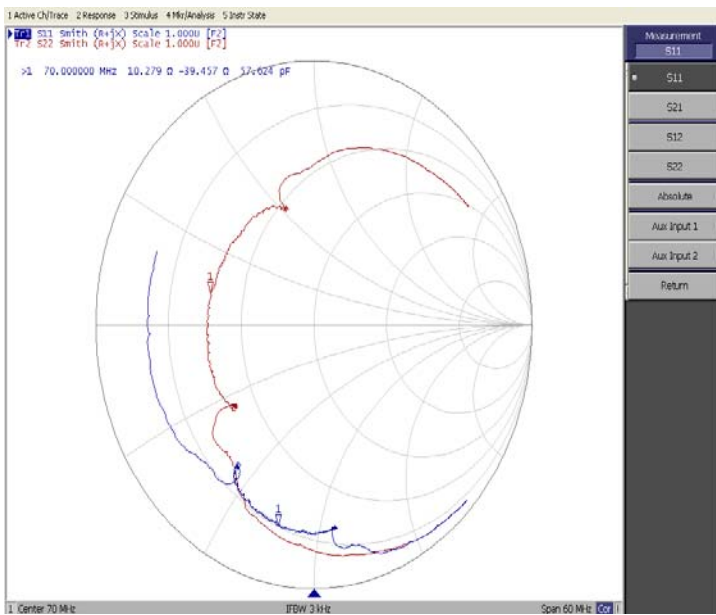 1 Active Ch/Trace 2 Response 3 Stimulus 4 Mkr/Analysis 5 Instr State
Tr1 S11 Smith (R+jX) Scale 1.000U [F2]
Tr2 S22 Smith (R+jX) Scale 1.000U [F2]
>1 70.000000 MHz 10.279 Ω -39.457 Ω 57.624 pF
1
1
1 Center 70 MHz IFBW 3 kHz Span 60 MHz Cor
Measurement
S11
S11
S21
S12
S22
Absolute
Aux Input 1
Aux Input 2
Return